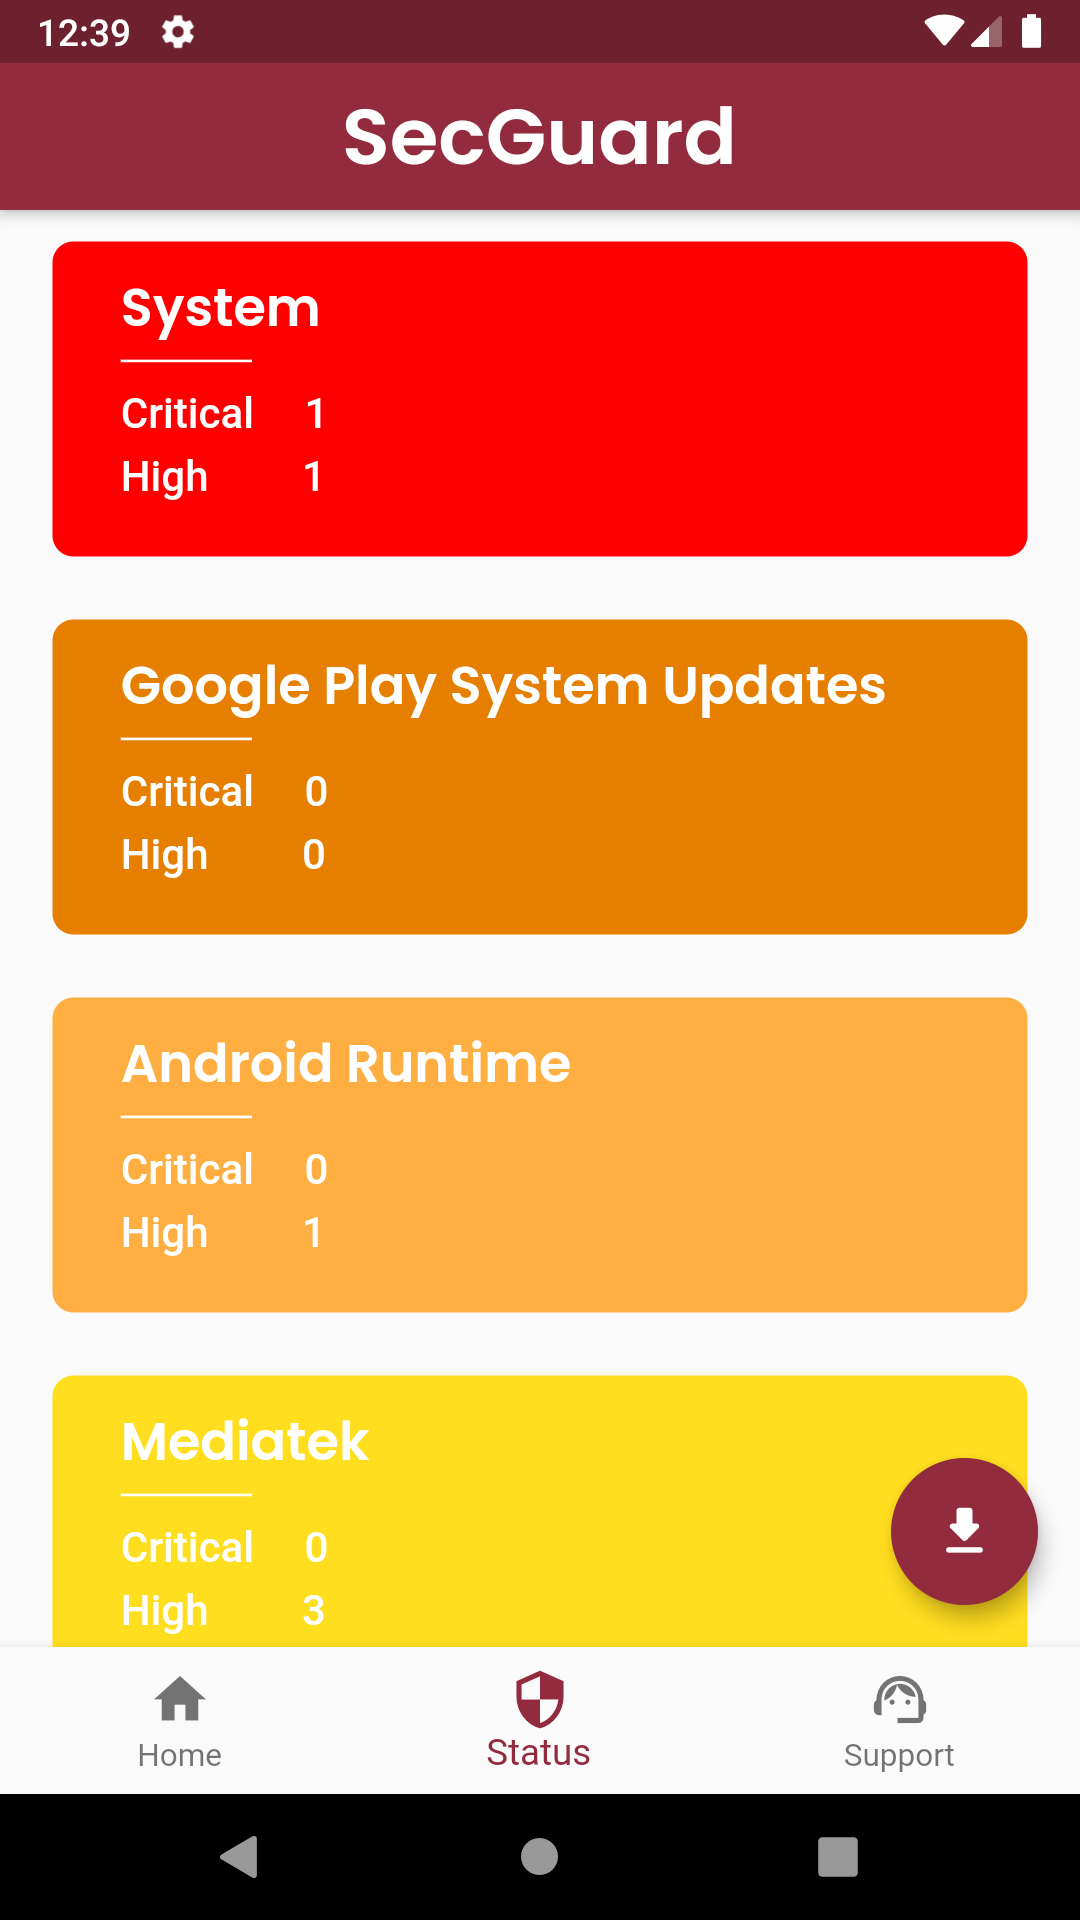 12:39
SecGuard
System
Critical 1
High 1
Google Play System Updates
Critical 0
High 0
Android Runtime
Critical 0
High 1
Mediatek
Critical 0
High 3
Home Status Support